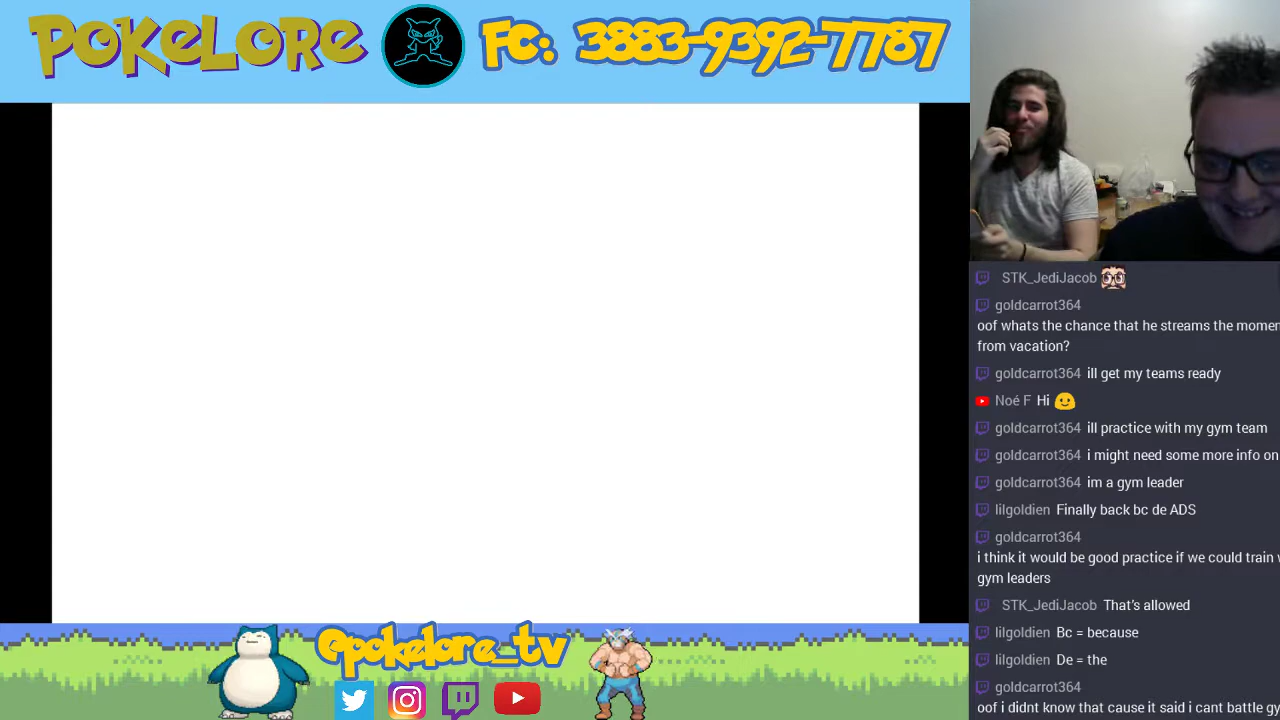 POKELORE FC: 3883-9392-7787
STK_JediJacob
goldcarrot364
oof whats the chance that he streams the
from vacation?
goldcarrot364 ill get my teams ready
Noé F Hi
goldcarrot364 ill practice with my gym team
goldcarrot364 i might need some more info on
goldcarrot364 im a gym leader
lilgoldien Finally back bc de ADS
goldcarrot364
i think it would be good practice if we could train
gym leaders
STK_JediJacob That's allowed
lilgoldien Bc = because
lilgoldien De = the
goldcarrot364
oof i didnt know that cause it said i cant battle
@pokelore_tv